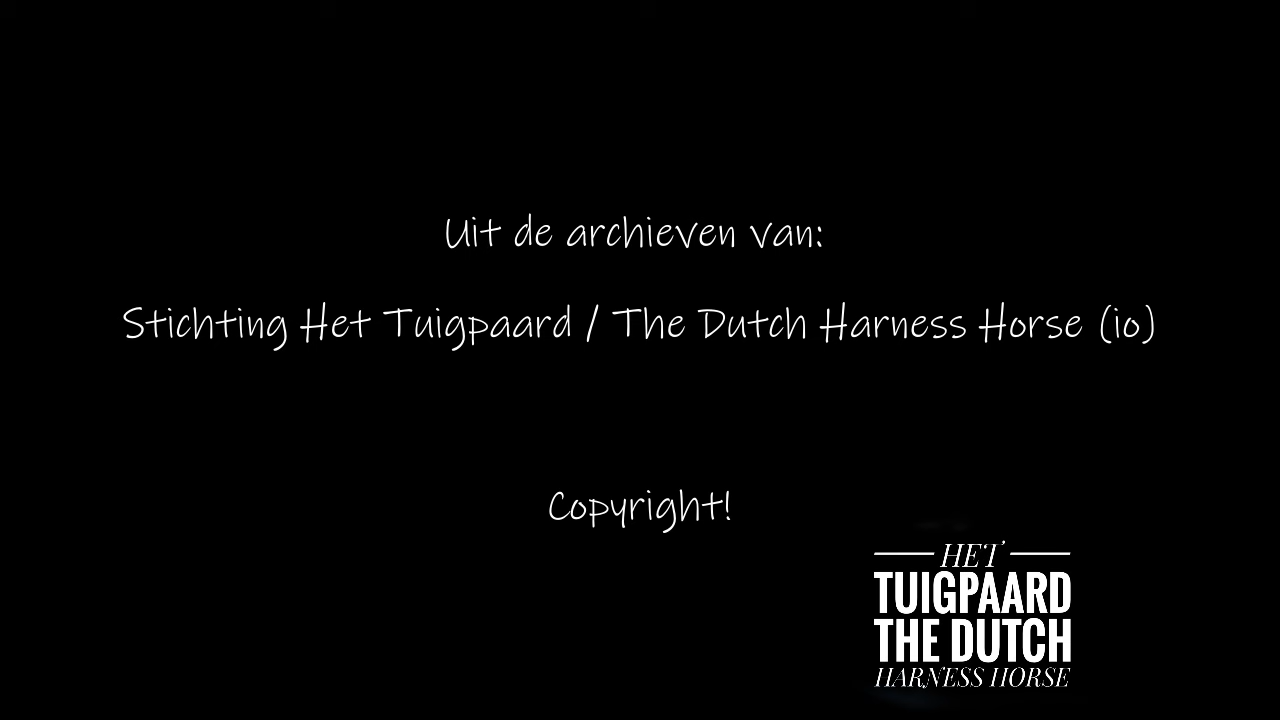 Uit de archieven van:
Stichting Het Tuigpaard / The Dutch Harness Horse (io)
Copyright!
HET
TUIGPAARD
THE DUTCH
HARNESS HORSE